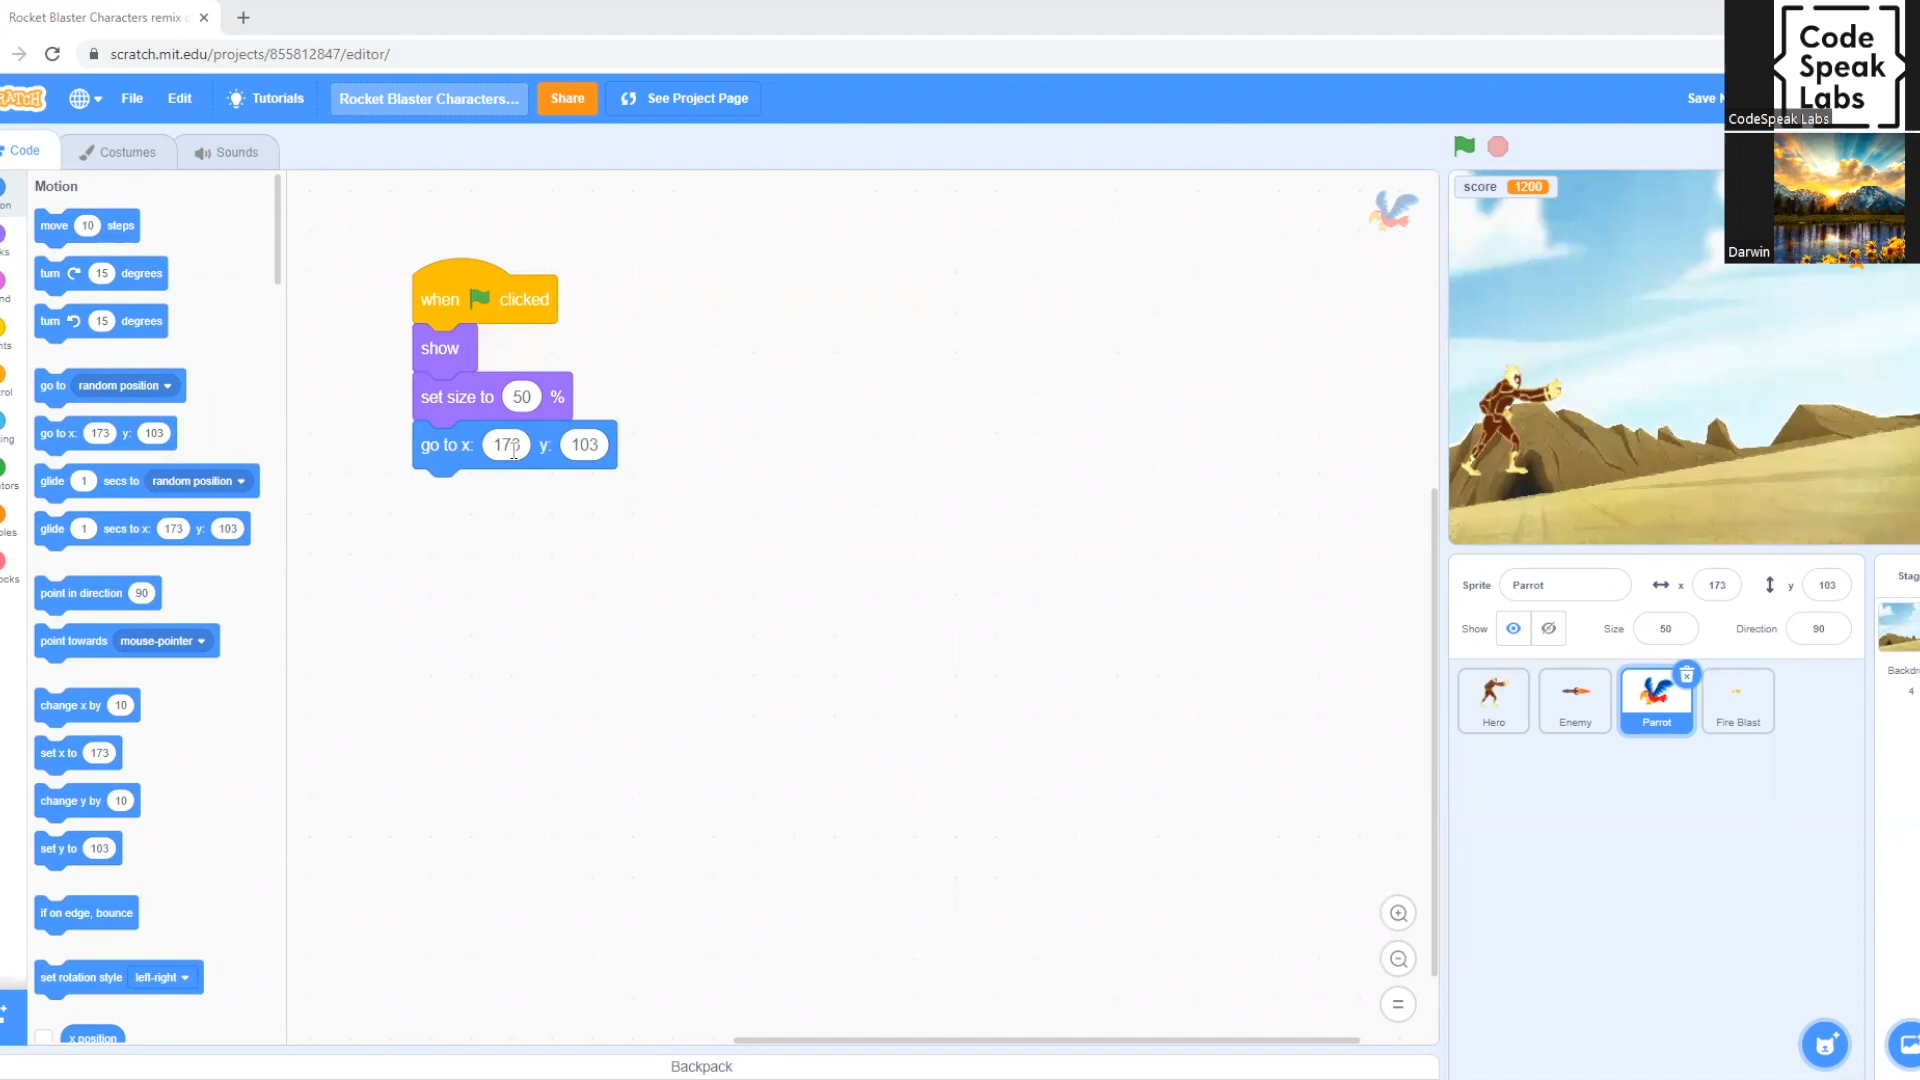 Rocket Blaster Characters remix
scratch.mit.edu/projects/855812847/editor/
File
Edit
Tutorials
Rocket Blaster Characters...
Share
See Project Page
Save
Code
Speak
Labs
CodeSpeak Labs
Darwin
Code
Costumes
Sounds
Motion
move 10 steps
turn 15 degrees
turn 15 degrees
go to random position
go to x: 173 y: 103
glide 1 secs to random position
glide 1 secs to x: 173 y: 103
point in direction 90
point towards mouse-pointer
change x by 10
set x to 173
change y by 10
set y to 103
if on edge, bounce
set rotation style left-right
x position
when clicked
show
set size to 50 %
go to x: 173 y: 103
score 1200
Sprite Parrot x 173 y 103
Show Size 50 Direction 90
Hero
Enemy
Parrot
Fire Blast
4
Backpack